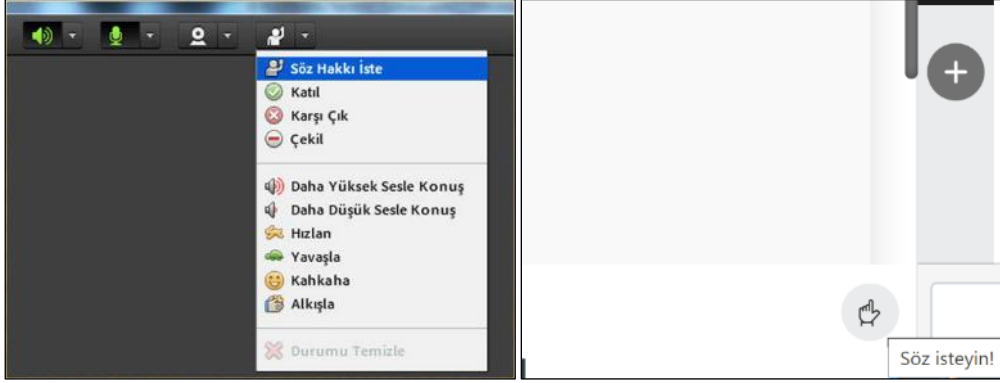 Söz Hakkı İste
Katıl
Karşı Çık
Çekil
Daha Yüksek Sesle Konuş
Daha Düşük Sesle Konuş
Hızlan
Yavaşla
Kahkaha
Alkışla
Durumu Temizle
Söz isteyin!